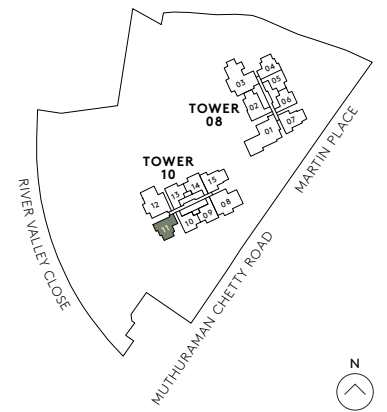 04
03
05
02
06
TOWER
08
07
01
MARTIN PLACE
TOWER
10
15
14
13
12
08
09
10
11
RIVER VALLEY CLOSE
MUTHURAMAN CHETTY ROAD
N